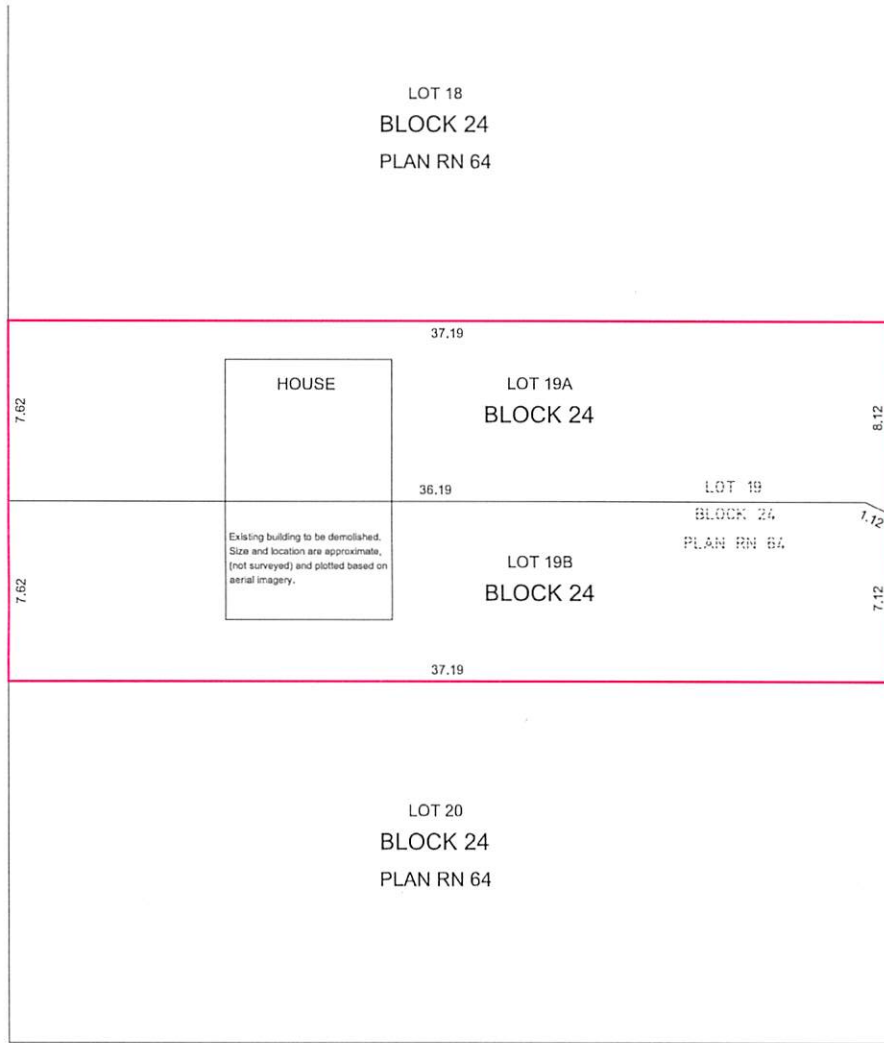 LOT 18
BLOCK 24
PLAN RN 64
37.19
HOUSE
LOT 19A
BLOCK 24
7.62
8.12
36.19
LOT 19
BLOCK 24
PLAN RN 64
1.12
Existing building to be demolished.
Size and location are approximate,
(not surveyed) and plotted based on
aerial imagery.
LOT 19B
BLOCK 24
7.62
7.12
37.19
LOT 20
BLOCK 24
PLAN RN 64